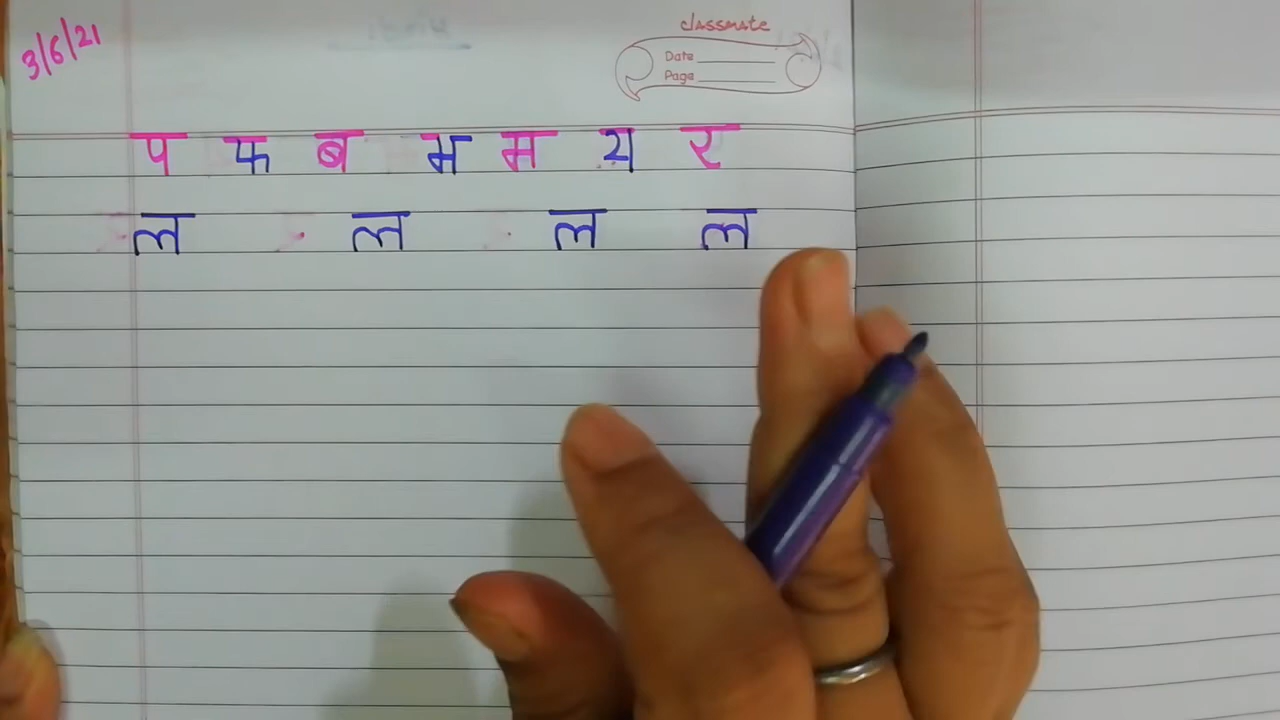 3/6/21
classmate
Date
Page
प फ ब भ म य र
ल ल ल ल